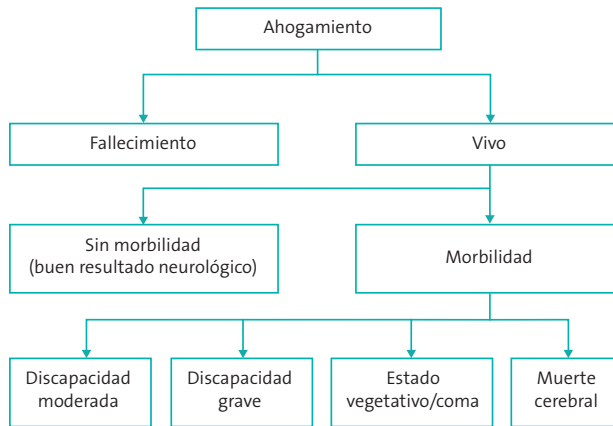 Ahogamiento
Fallecimiento
Vivo
Sin morbilidad
(buen resultado neurológico)
Morbilidad
Discapacidad
moderada
Discapacidad
grave
Estado
vegetativo/coma
Muerte
cerebral